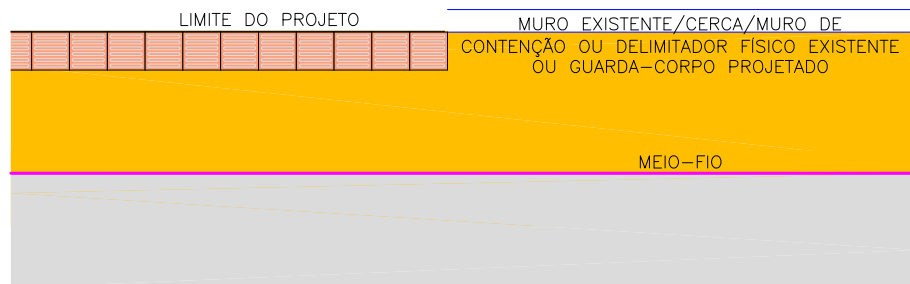 LIMITE DO PROJETO
MURO EXISTENTE/CERCA/MURO DE
CONTENÇÃO OU DELIMITADOR FÍSICO EXISTENTE
OU GUARDA-CORPO PROJETADO
MEIO-FIO